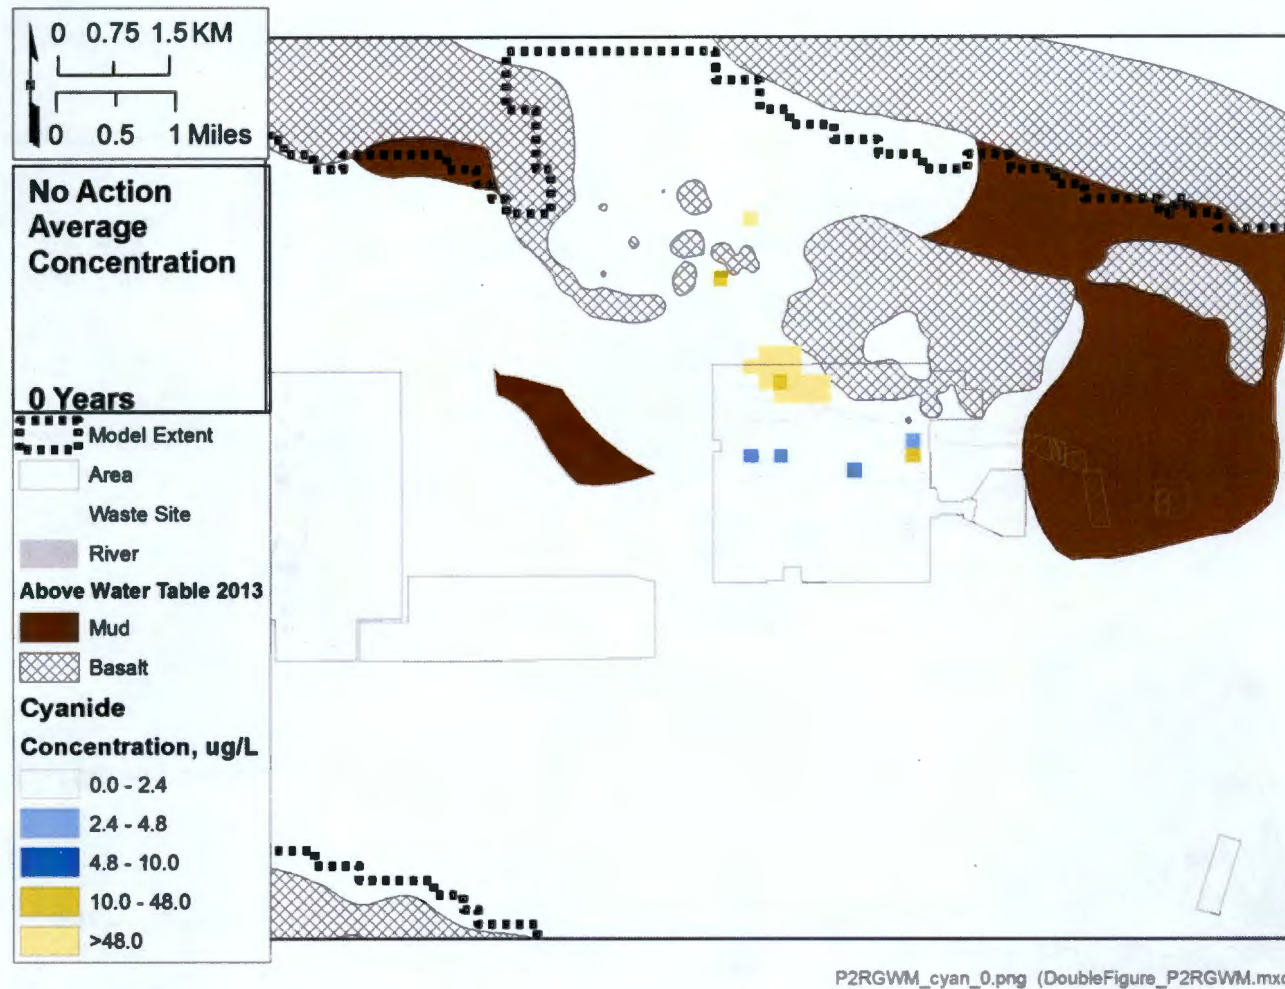 0 0.75 1.5 KM
0 0.5 1 Miles
No Action
Average
Concentration
0 Years
Model Extent
Area
Waste Site
River
Above Water Table 2013
Mud
Basalt
Cyanide
Concentration, ug/L
0.0 - 2.4
2.4 - 4.8
4.8 - 10.0
10.0 - 48.0
>48.0
P2RGWM_cyan_0.png (DoubleFigure_P2RGWM.mxd